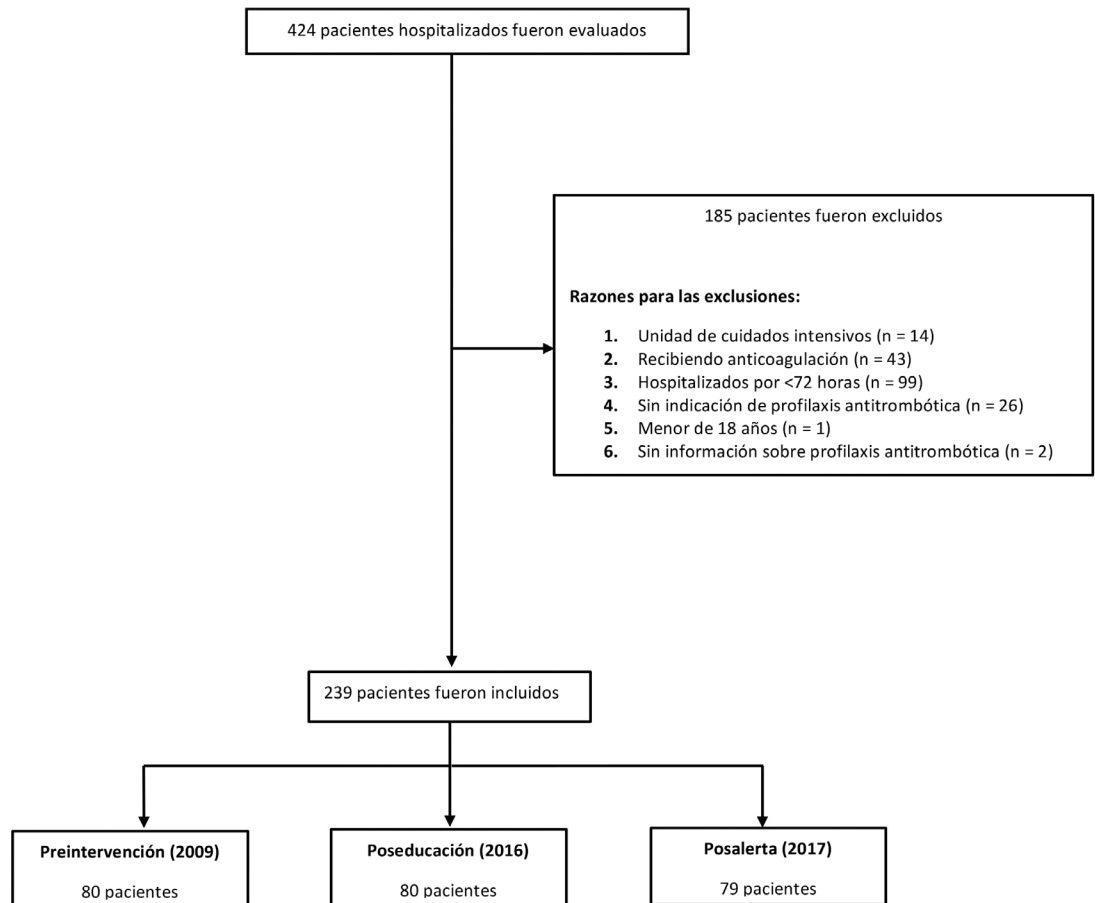 424 pacientes hospitalizados fueron evaluados
185 pacientes fueron excluidos
Razones para las exclusiones:
1. Unidad de cuidados intensivos (n = 14)
2. Recibiendo anticoagulación (n = 43)
3. Hospitalizados por <72 horas (n = 99)
4. Sin indicación de profilaxis antitrombótica (n = 26)
5. Menor de 18 años (n = 1)
6. Sin información sobre profilaxis antitrombótica (n = 2)
239 pacientes fueron incluidos
Preintervención (2009)
80 pacientes
Poseducación (2016)
80 pacientes
Posalerta (2017)
79 pacientes